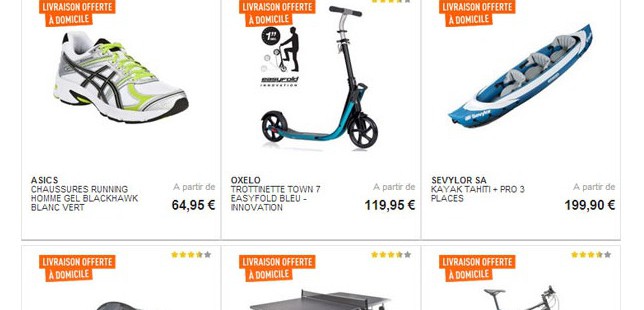 LIVRAISON OFFERTE
À DOMICILE
LIVRAISON OFFERTE
À DOMICILE
LIVRAISON OFFERTE
À DOMICILE
1"
easyfold
INNOVATION
Sevylor
ASICS
CHAUSSURES RUNNING
HOMME GEL BLACKHAWK
BLANC VERT
A partir de
64,95 €
OXELO
TROTTINETTE TOWN 7
EASYFOLD BLEU -
INNOVATION
A partir de
119,95 €
SEVYLOR SA
KAYAK TAHITI + PRO 3
PLACES
A partir de
199,90 €
LIVRAISON OFFERTE
À DOMICILE
LIVRAISON OFFERTE
À DOMICILE
LIVRAISON OFFERTE
À DOMICILE